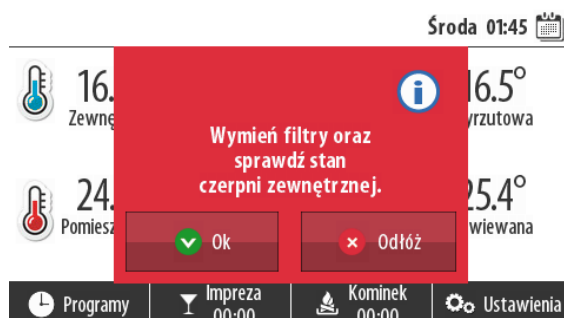 Środa 01:45
16.
Zewnę
16.5°
yrzutowa
Wymień filtry oraz
sprawdź stan
czerpni zewnętrznej.
24.
Pomiesz
25.4°
wiewana
Ok
Odłóż
Programy
Impreza
00:00
Kominek
00:00
Ustawienia